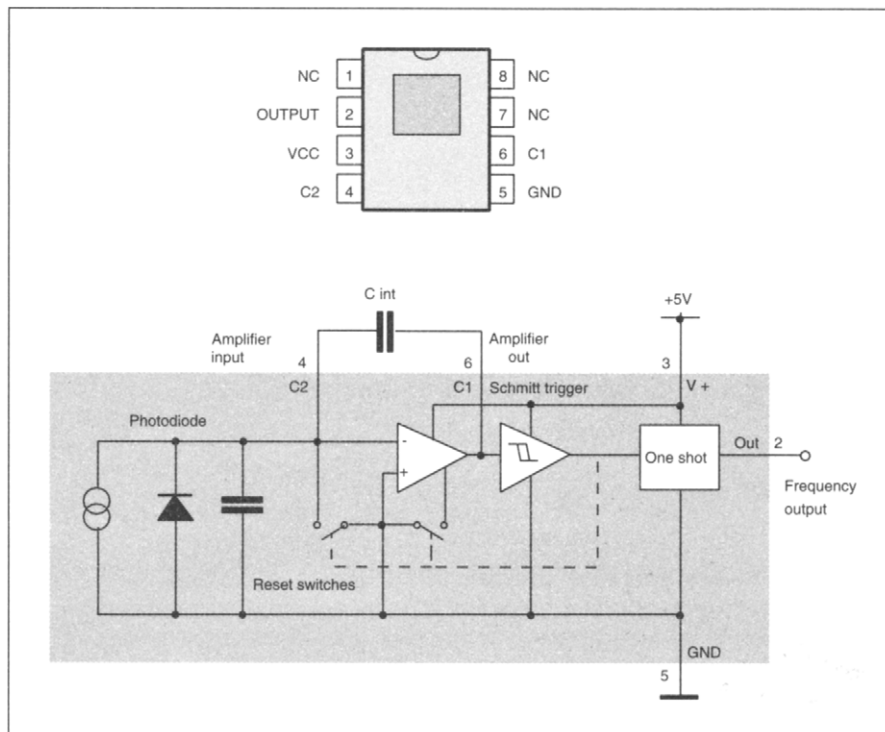 NC 1 8 NC
OUTPUT 2 7 NC
VCC 3 6 C1
C2 4 5 GND
C int
+5V
Amplifier
input
Amplifier
out
4
6
3
C2
C1
Schmitt trigger
V +
Photodiode
-
+
One shot
Out
2
Frequency
output
Reset switches
GND
5